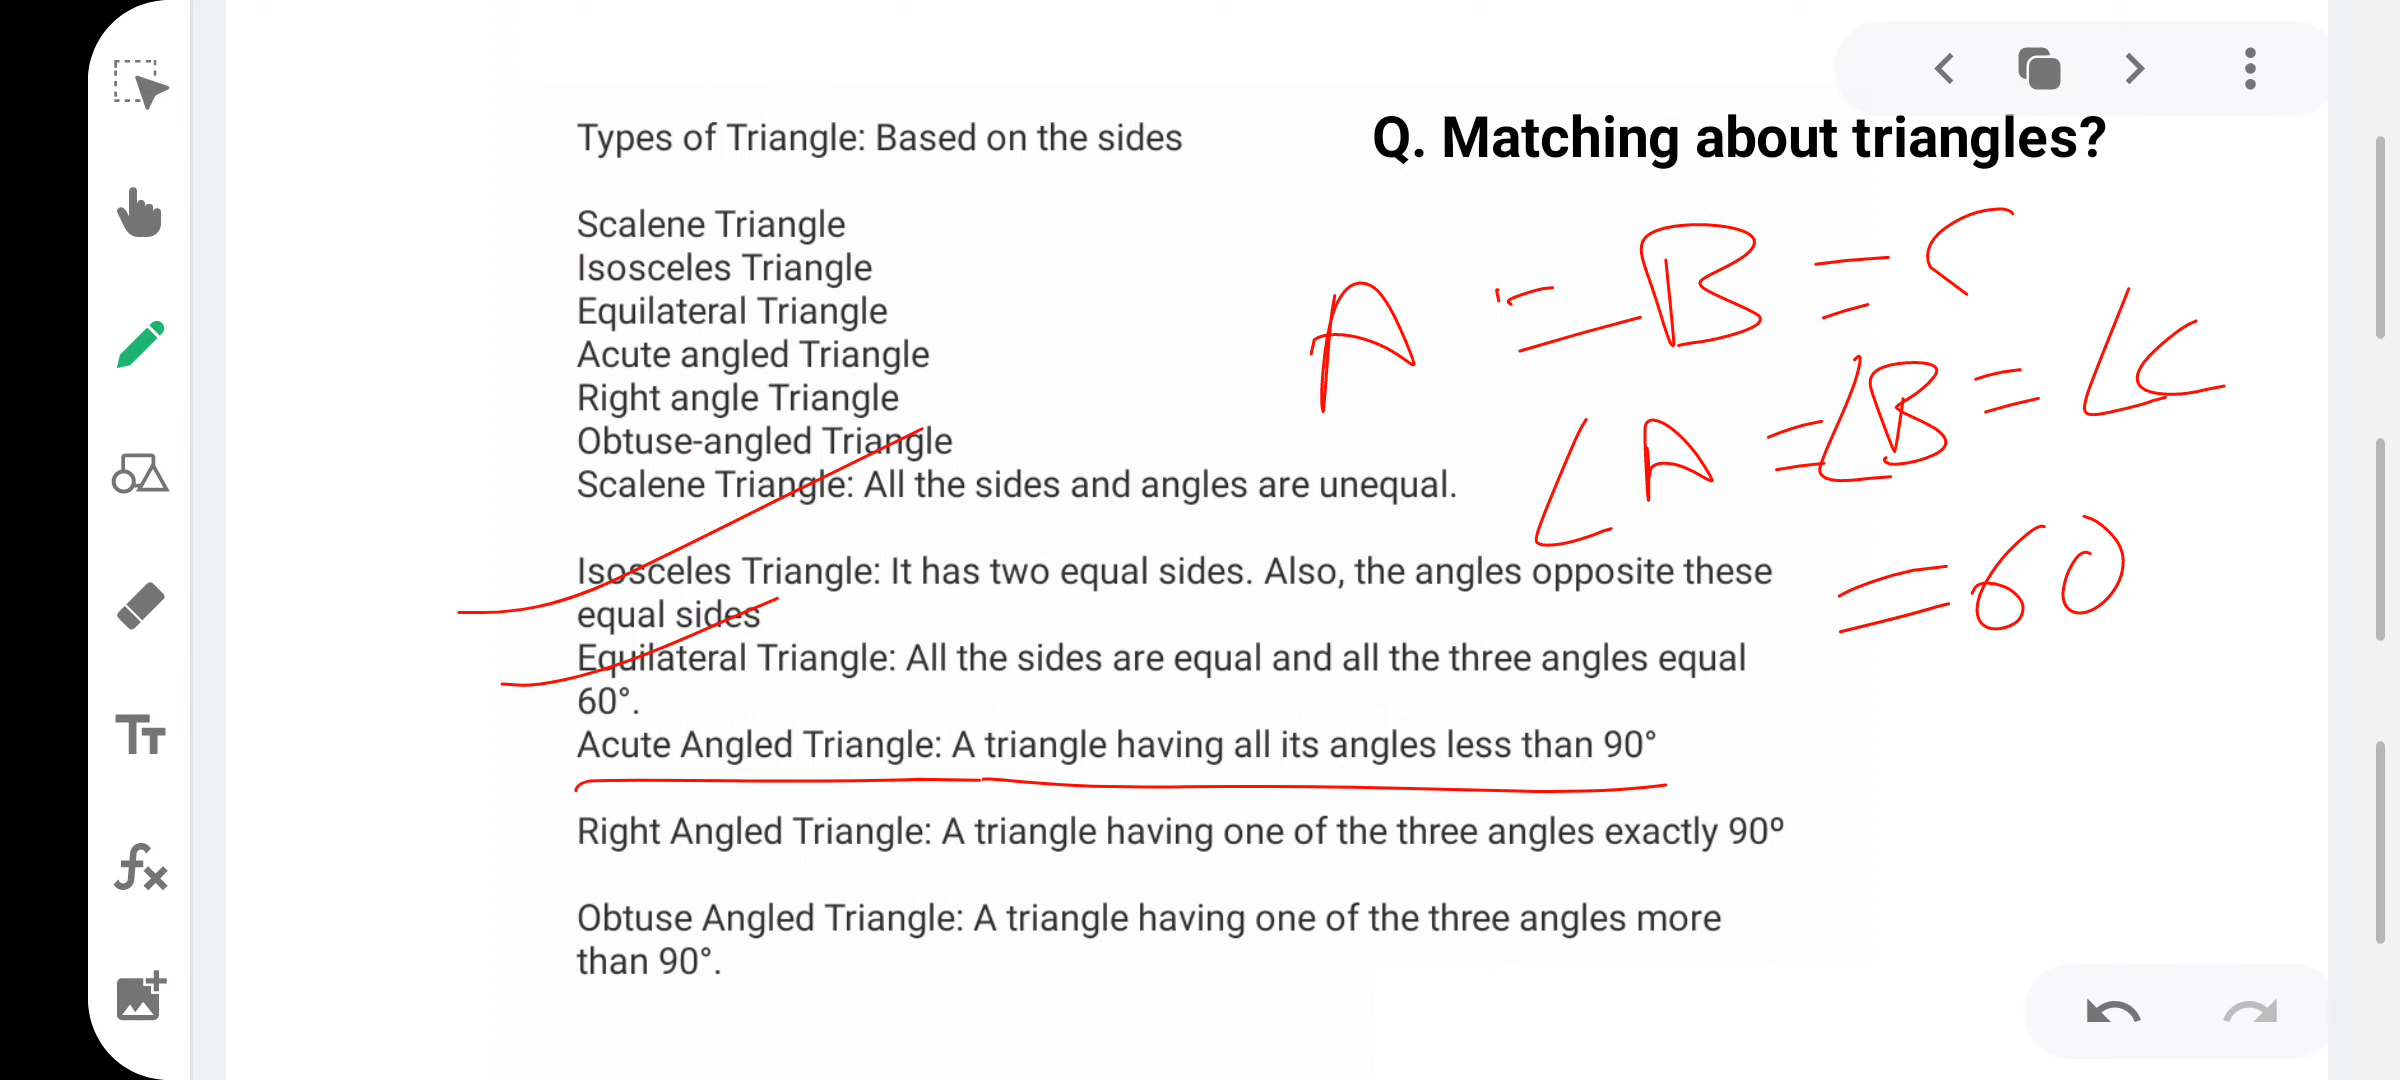 Types of Triangle: Based on the sides
Q. Matching about triangles?
Scalene Triangle
Isosceles Triangle
Equilateral Triangle
Acute angled Triangle
Right angle Triangle
Obtuse-angled Triangle
Scalene Triangle: All the sides and angles are unequal.
Isosceles Triangle: It has two equal sides. Also, the angles opposite these
equal sides
Equilateral Triangle: All the sides are equal and all the three angles equal
60°.
Acute Angled Triangle: A triangle having all its angles less than 90°
Right Angled Triangle: A triangle having one of the three angles exactly 90º
Obtuse Angled Triangle: A triangle having one of the three angles more
than 90°.
A = B = C
∠A = ∠B = ∠C
= 60
Tт
fx